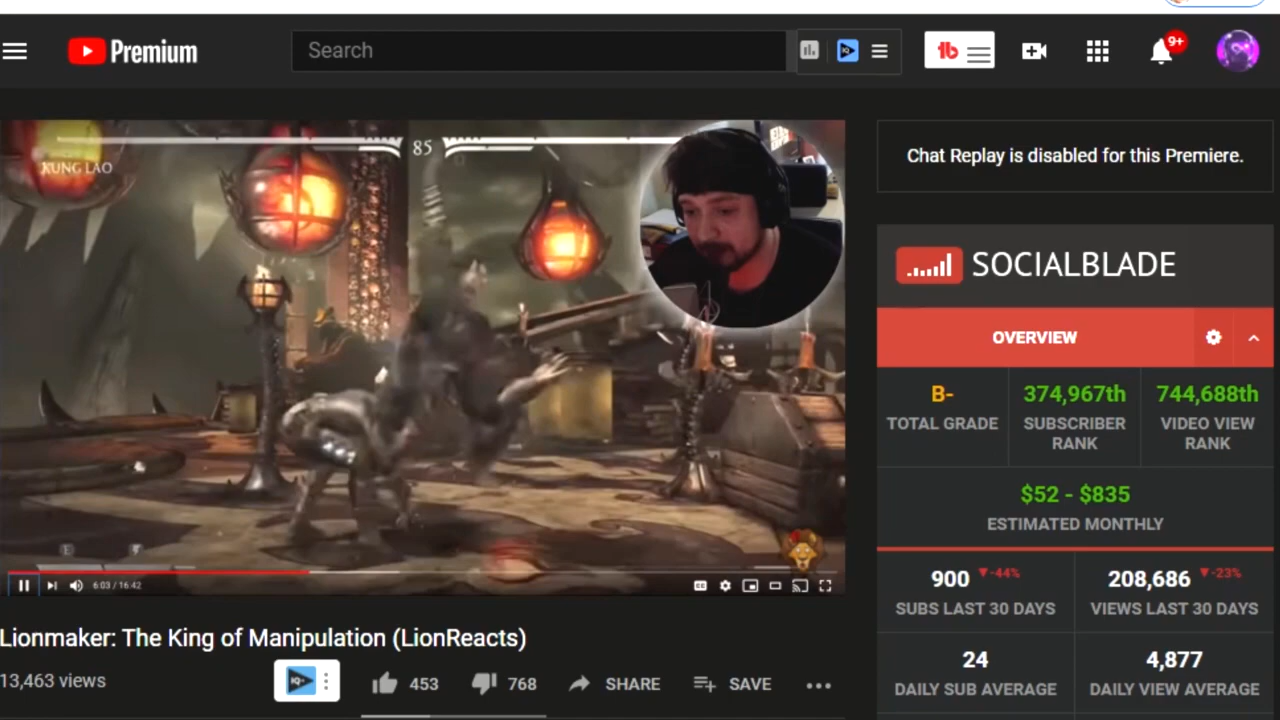 Premium
Search
9+
KUNG LAO
85
Chat Replay is disabled for this Premiere.
SOCIALBLADE
OVERVIEW
B-
TOTAL GRADE
374,967th
SUBSCRIBER
RANK
744,688th
VIDEO VIEW
RANK
$52 - $835
ESTIMATED MONTHLY
900 ▼-44%
SUBS LAST 30 DAYS
208,686 ▼-23%
VIEWS LAST 30 DAYS
24
DAILY SUB AVERAGE
4,877
DAILY VIEW AVERAGE
6:03 / 16:42
Lionmaker: The King of Manipulation (LionReacts)
13,463 views
IQ
453
768
SHARE
SAVE